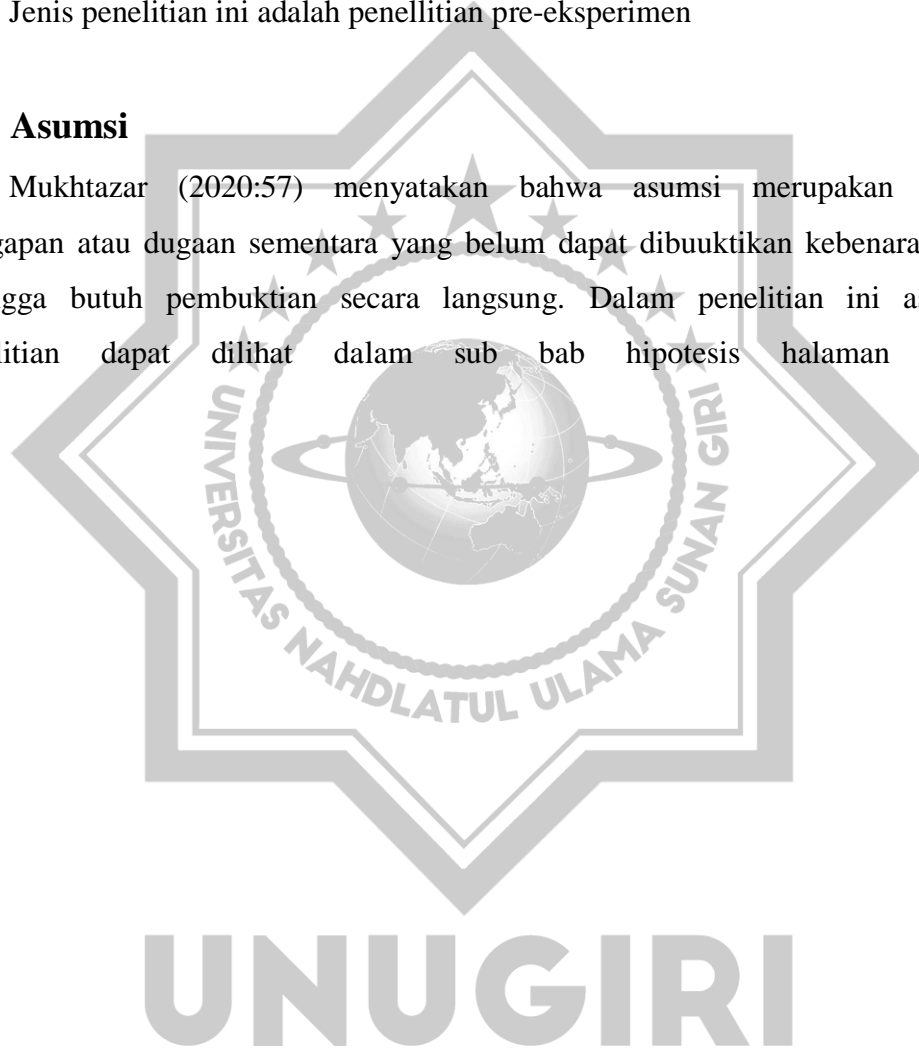 Jenis penelitian ini adalah penellitian pre-eksperimen
Asumsi
Mukhtazar (2020:57) menyatakan bahwa asumsi merupakan
gapan atau dugaan sementara yang belum dapat dibuuktikan kebenara
ngga butuh pembuktian secara langsung. Dalam penelitian ini a
litian dapat dilihat dalam sub bab hipotesis halaman
UNIVERSITAS NAHDLATUL ULAMA SUNAN GIRI
UNUGIRI